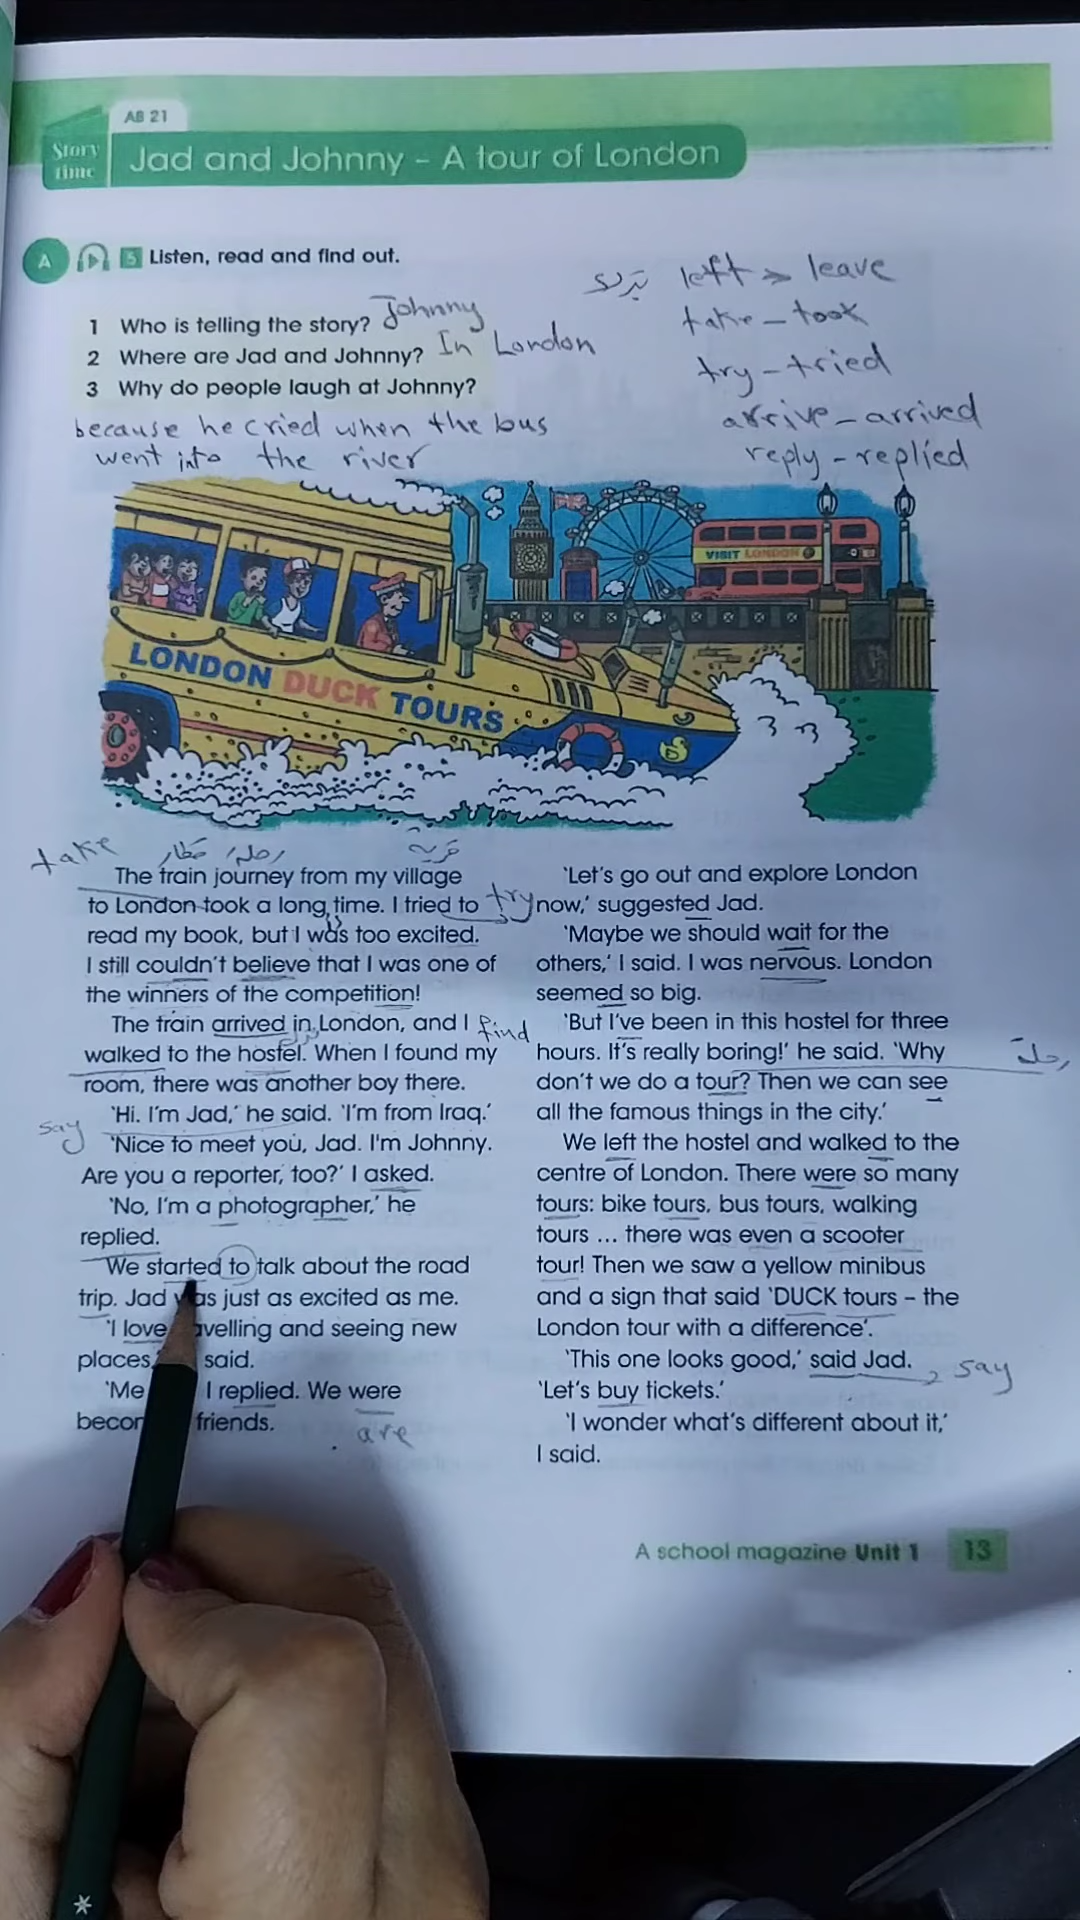 AB 21
Story time
Jad and Johnny – A tour of London
A 5 Listen, read and find out.
1 Who is telling the story? Johnny
2 Where are Jad and Johnny? In London
3 Why do people laugh at Johnny?
because he cried when the bus
went into the river
left > leave
take – took
try – tried
arrive – arrived
reply – replied
VISIT LONDON
LONDON DUCK TOURS
take
قطار
قرية
The train journey from my village
to London took a long time. I tried to try
read my book, but I was too excited.
I still couldn't believe that I was one of
the winners of the competition!
The train arrived in London, and I find
walked to the hostel. When I found my
room, there was another boy there.
'Hi. I'm Jad,' he said. 'I'm from Iraq.'
say
'Nice to meet you, Jad. I'm Johnny.
Are you a reporter, too?' I asked.
'No, I'm a photographer,' he
replied.
We started to talk about the road
trip. Jad was just as excited as me.
'I love travelling and seeing new
places, said.
'Me I replied. We were
friends.
are
'Let's go out and explore London
now,' suggested Jad.
'Maybe we should wait for the
others,' I said. I was nervous. London
seemed so big.
'But I've been in this hostel for three
hours. It's really boring!' he said. 'Why
don't we do a tour? Then we can see
all the famous things in the city.'
We left the hostel and walked to the
centre of London. There were so many
tours: bike tours, bus tours, walking
tours ... there was even a scooter
tour! Then we saw a yellow minibus
and a sign that said 'DUCK tours – the
London tour with a difference'.
'This one looks good,' said Jad. say
'Let's buy tickets.'
'I wonder what's different about it,'
I said.
A school magazine Unit 1 13